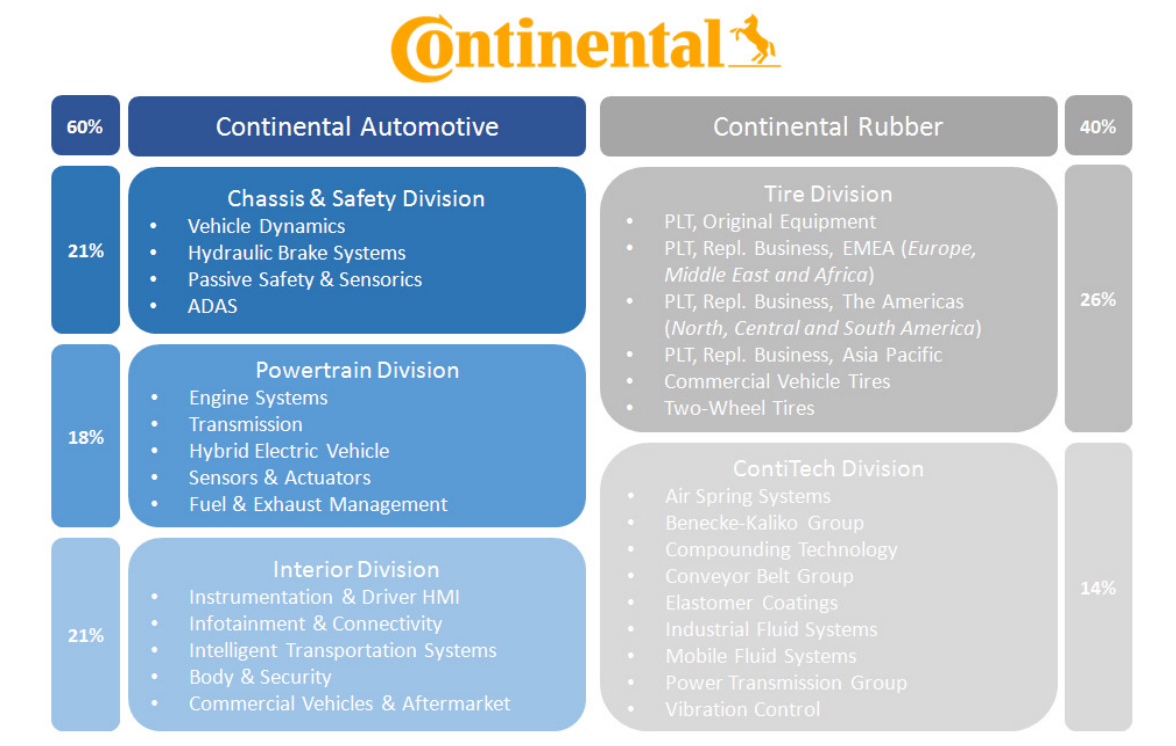 Continental
60%
Continental Automotive
21%
Chassis & Safety Division
• Vehicle Dynamics
• Hydraulic Brake Systems
• Passive Safety & Sensorics
• ADAS
18%
Powertrain Division
• Engine Systems
• Transmission
• Hybrid Electric Vehicle
• Sensors & Actuators
• Fuel & Exhaust Management
21%
Interior Division
• Instrumentation & Driver HMI
• Infotainment & Connectivity
• Intelligent Transportation Systems
• Body & Security
• Commercial Vehicles & Aftermarket
Continental Rubber
40%
Tire Division
• PLT, Original Equipment
• PLT, Repl. Business, EMEA (Europe,
Middle East and Africa)
• PLT, Repl. Business, The Americas
(North, Central and South America)
• PLT, Repl. Business, Asia Pacific
• Commercial Vehicle Tires
• Two-Wheel Tires
26%
ContiTech Division
• Air Spring Systems
• Benecke-Kaliko Group
• Compounding Technology
• Conveyor Belt Group
• Elastomer Coatings
• Industrial Fluid Systems
• Mobile Fluid Systems
• Power Transmission Group
• Vibration Control
14%